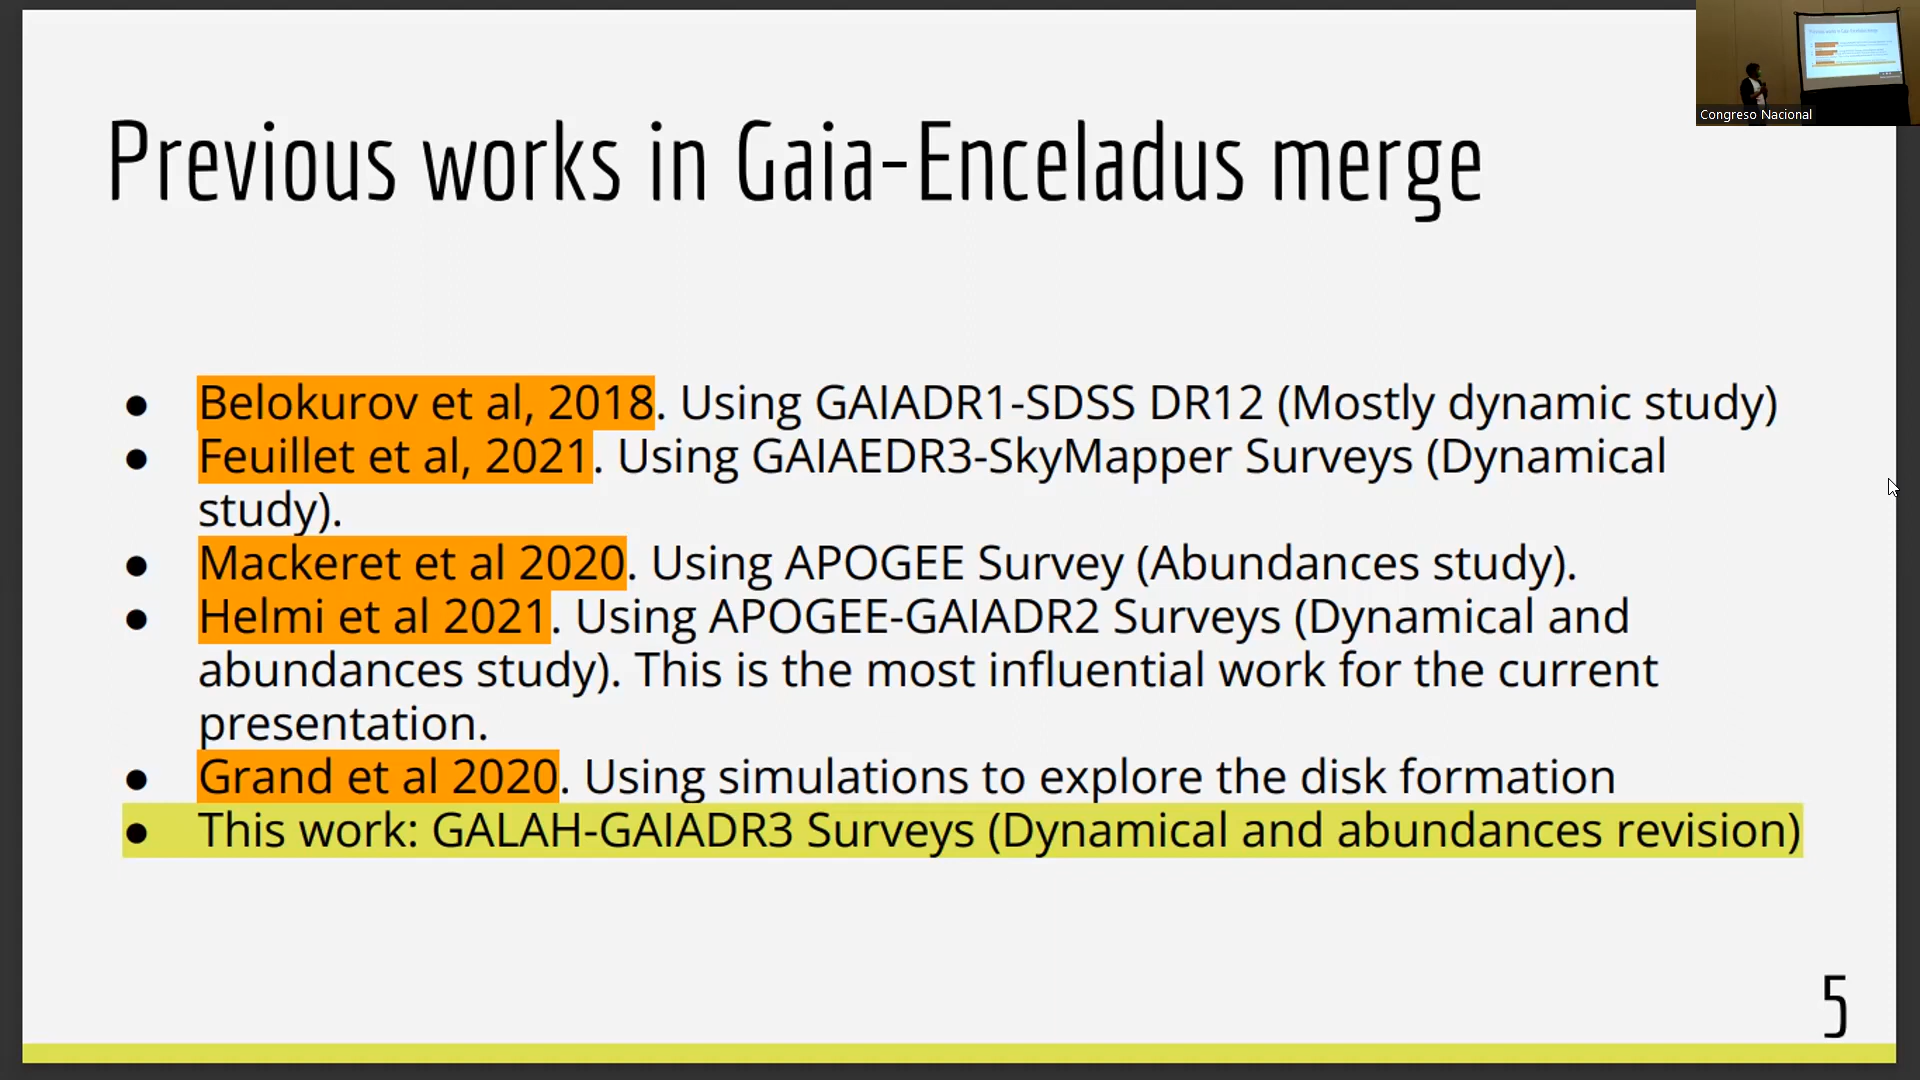 Previous works in Gaia-Enceladus merge
Congreso Nacional
● Belokurov et al, 2018. Using GAIADR1-SDSS DR12 (Mostly dynamic study)
● Feuillet et al, 2021. Using GAIAEDR3-SkyMapper Surveys (Dynamical
study).
● Mackeret et al 2020. Using APOGEE Survey (Abundances study).
● Helmi et al 2021. Using APOGEE-GAIADR2 Surveys (Dynamical and
abundances study). This is the most influential work for the current
presentation.
● Grand et al 2020. Using simulations to explore the disk formation
● This work: GALAH-GAIADR3 Surveys (Dynamical and abundances revision)
5